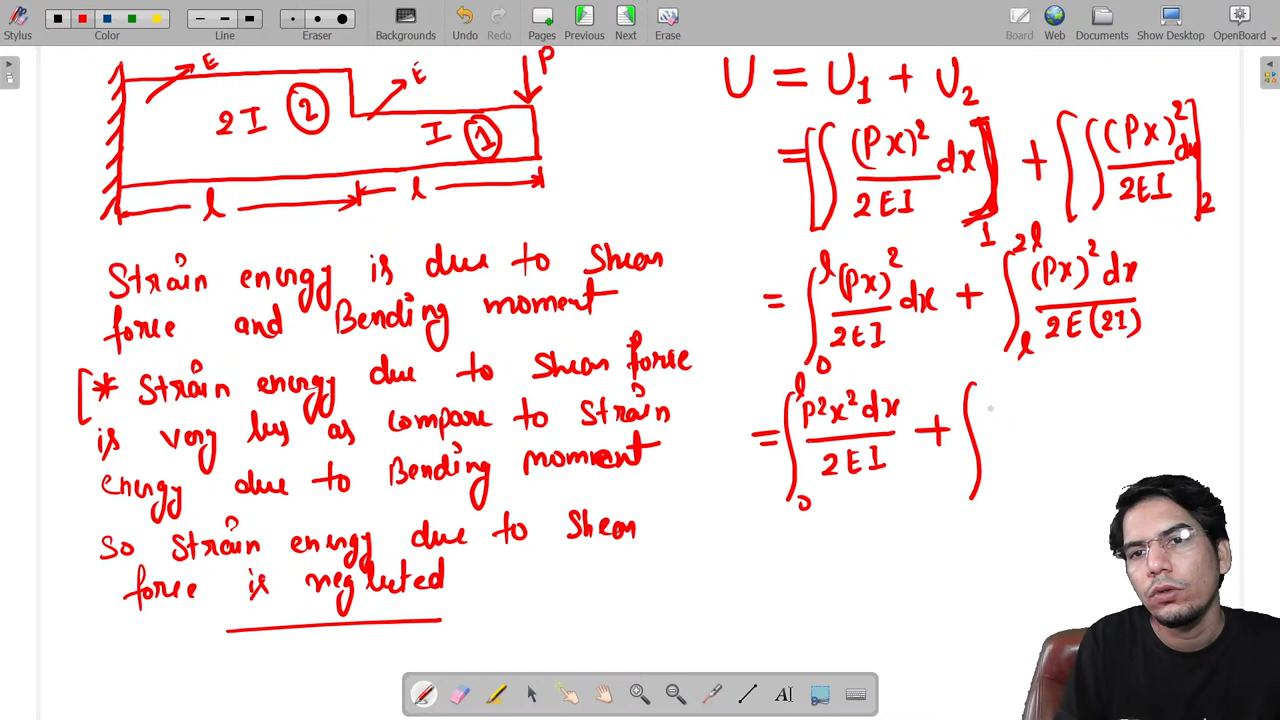 Stylus
Color
Line
Eraser
Backgrounds
Undo
Redo
Pages
Previous
Next
Erase
Board
Web
Documents
Show Desktop
Open-Sankoré
E
E
P
2I ②
I ①
l
l
Strain energy is due to Shear
force and Bending moment
[* Strain energy due to Shear force
is very less as compare to Strain
energy due to Bending moment
So Strain energy due to Shear
force is neglected
U = U₁ + U₂
= [∫ (Px)²/2EI dx]₁ + [∫ (Px)²/2EI dx]₂
= ∫₀ˡ (Px)²/2EI dx + ∫ₗ²ˡ (Px)² dx/2E(2I)
= ∫₀ˡ P²x² dx/2EI + ∫
AI